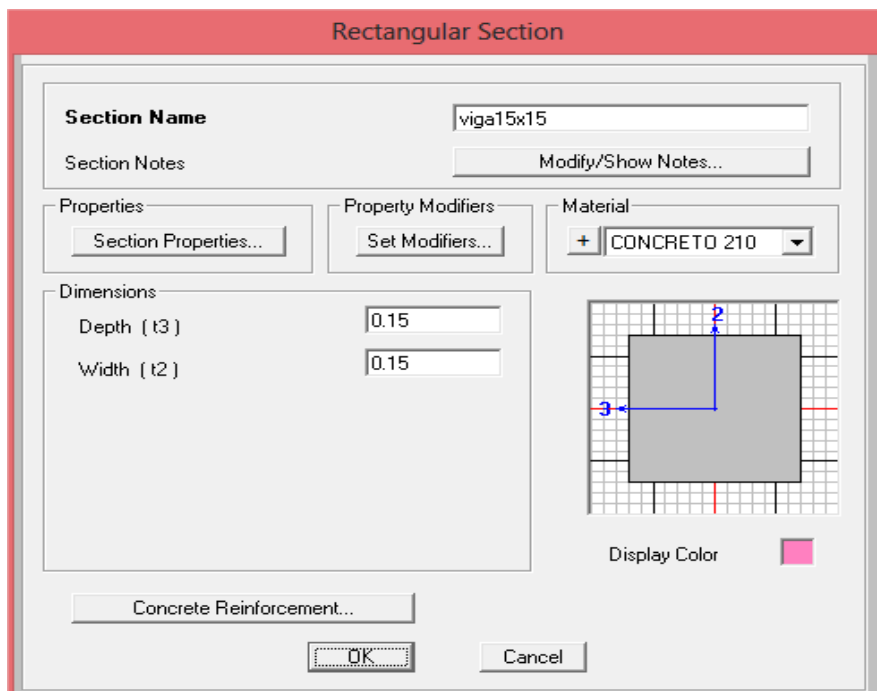 Rectangular Section
Section Name viga15x15
Section Notes Modify/Show Notes...
Properties Property Modifiers Material
Section Properties... Set Modifiers... + CONCRETO 210
Dimensions
Depth ( t3 ) 0.15
Width ( t2 ) 0.15
2
3
Display Color
Concrete Reinforcement...
OK Cancel